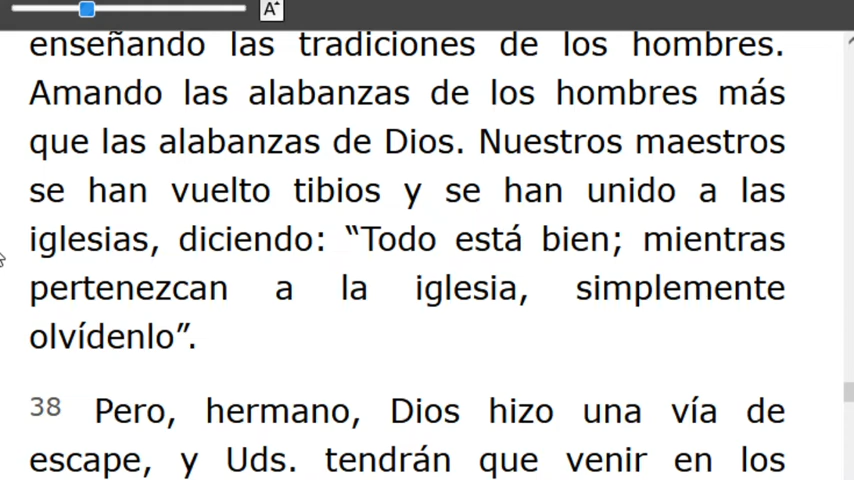 A
enseñando las tradiciones de los hombres.
Amando las alabanzas de los hombres más
que las alabanzas de Dios. Nuestros maestros
se han vuelto tibios y se han unido a las
iglesias, diciendo: “Todo está bien; mientras
pertenezcan a la iglesia, simplemente
olvídenlo”.
38 Pero, hermano, Dios hizo una vía de
escape, y Uds. tendrán que venir en los